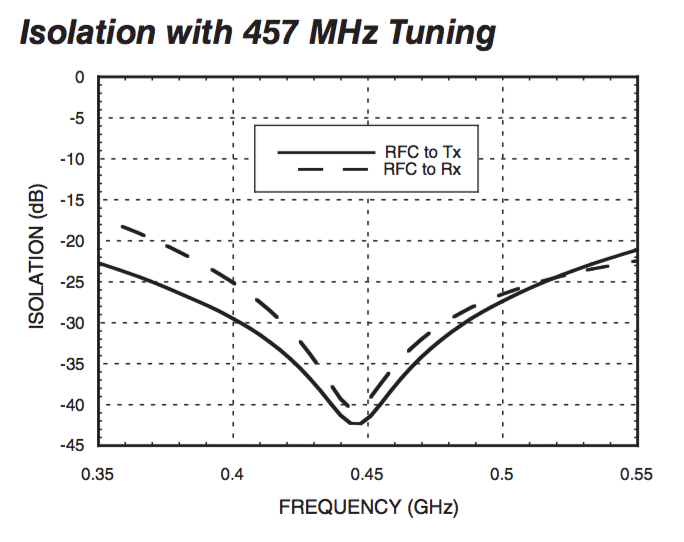 Isolation with 457 MHz Tuning
0
-5
-10
-15
-20
-25
-30
-35
-40
-45
ISOLATION (dB)
RFC to Tx
RFC to Rx
0.35 0.4 0.45 0.5 0.55
FREQUENCY (GHz)